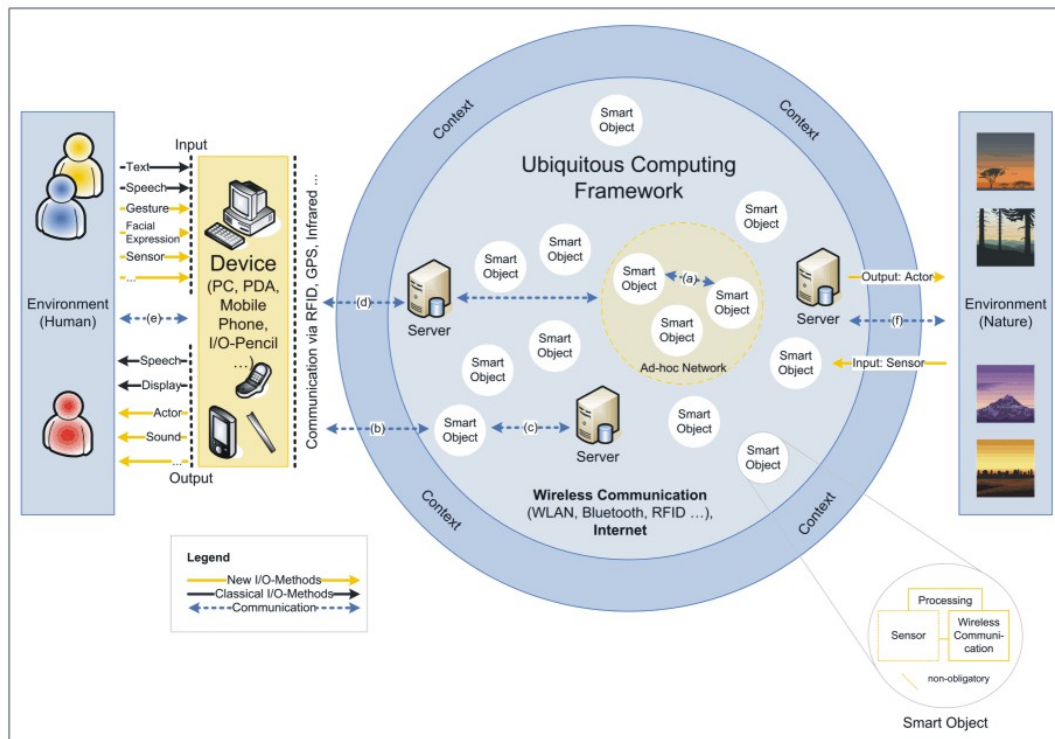 Environment
(Human)
Input
Text
Speech
Gesture
Facial
Expression
Sensor
...
(e)
Speech
Display
Actor
Sound
...
Output
Device
(PC, PDA,
Mobile
Phone,
I/O-Pencil
...)
Communication via RFID, GPS, Infrared ...
(d)
(b)
Context
Context
Context
Context
Smart
Object
Ubiquitous Computing
Framework
Smart
Object
Smart
Object
Smart
Object
Server
Smart
Object
(a)
Smart
Object
Smart
Object
Ad-hoc Network
Server
Smart
Object
Smart
Object
Smart
Object
Smart
Object
(c)
Server
Smart
Object
Smart
Object
Wireless Communication
(WLAN, Bluetooth, RFID ...),
Internet
Output: Actor
(f)
Input: Sensor
Environment
(Nature)
Legend
New I/O-Methods
Classical I/O-Methods
Communication
Processing
Sensor
Wireless
Communi-
cation
non-obligatory
Smart Object